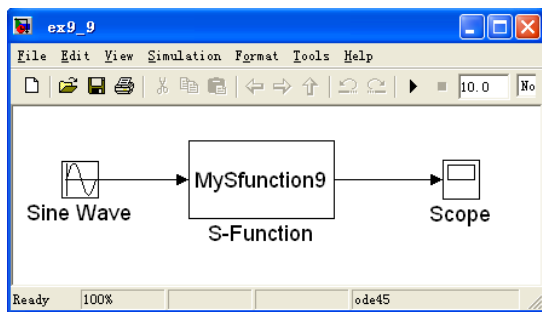 ex9_9
File Edit View Simulation Format Tools Help
10.0 No
MySfunction9
Sine Wave
Scope
S-Function
Ready 100% ode45